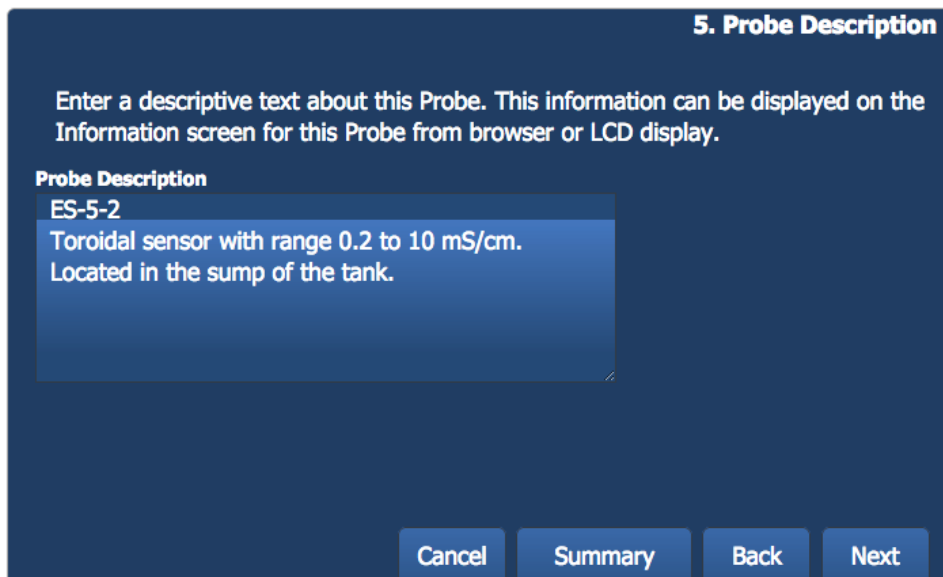 5. Probe Description
Enter a descriptive text about this Probe. This information can be displayed on the
Information screen for this Probe from browser or LCD display.
Probe Description
ES-5-2
Toroidal sensor with range 0.2 to 10 mS/cm.
Located in the sump of the tank.
Cancel Summary Back Next